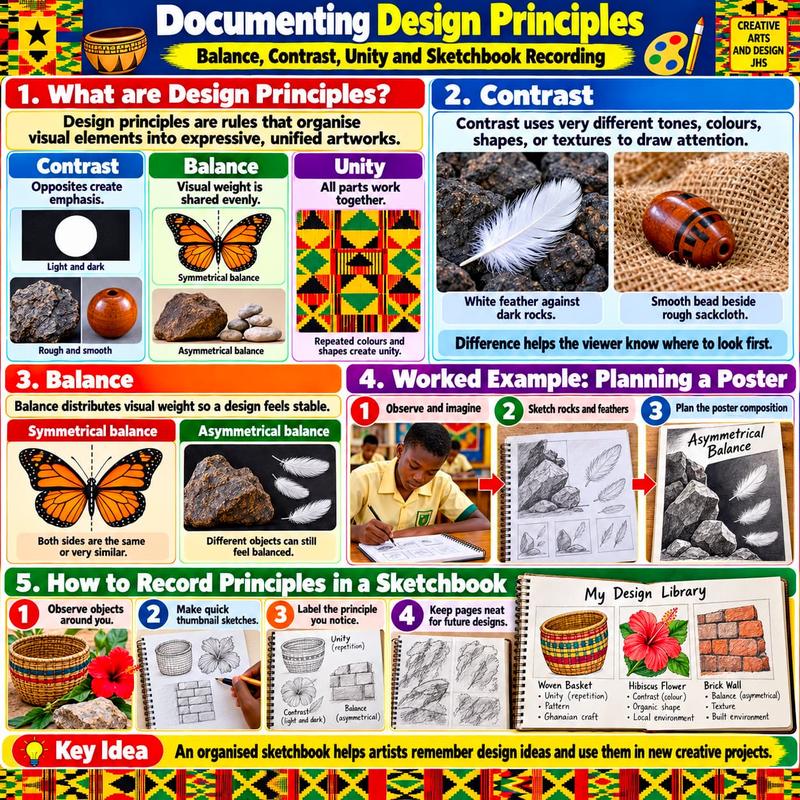 Documenting Design Principles
Balance, Contrast, Unity and Sketchbook Recording
CREATIVE
ARTS
AND DESIGN
JHS
1. What are Design Principles?
Design principles are rules that organise
visual elements into expressive, unified artworks.
Contrast
Opposites create
emphasis.
Light and dark
Rough and smooth
Balance
Visual weight is
shared evenly.
Symmetrical balance
Asymmetrical balance
Unity
All parts work
together.
Repeated colours and
shapes create unity.
2. Contrast
Contrast uses very different tones, colours,
shapes, or textures to draw attention.
White feather against
dark rocks.
Smooth bead beside
rough sackcloth.
Difference helps the viewer know where to look first.
3. Balance
Balance distributes visual weight so a design feels stable.
Symmetrical balance
Both sides are the same
or very similar.
Asymmetrical balance
Different objects can still
feel balanced.
4. Worked Example: Planning a Poster
1 Observe and imagine
2 Sketch rocks and feathers
3 Plan the poster composition
Asymmetrical
Balance
5. How to Record Principles in a Sketchbook
1 Observe objects
around you.
2 Make quick
thumbnail sketches.
3 Label the principle
you notice.
Unity
(repetition)
Contrast
(light and dark)
Balance
(asymmetrical)
4 Keep pages neat
for future designs.
My Design Library
Woven Basket
• Unity (repetition)
• Pattern
• Ghanaian craft
Hibiscus Flower
• Contrast (colour)
• Organic shape
• Local environment
Brick Wall
• Balance (asymmetrical)
• Texture
• Built environment
Key Idea
An organised sketchbook helps artists remember design ideas and use them in new creative projects.